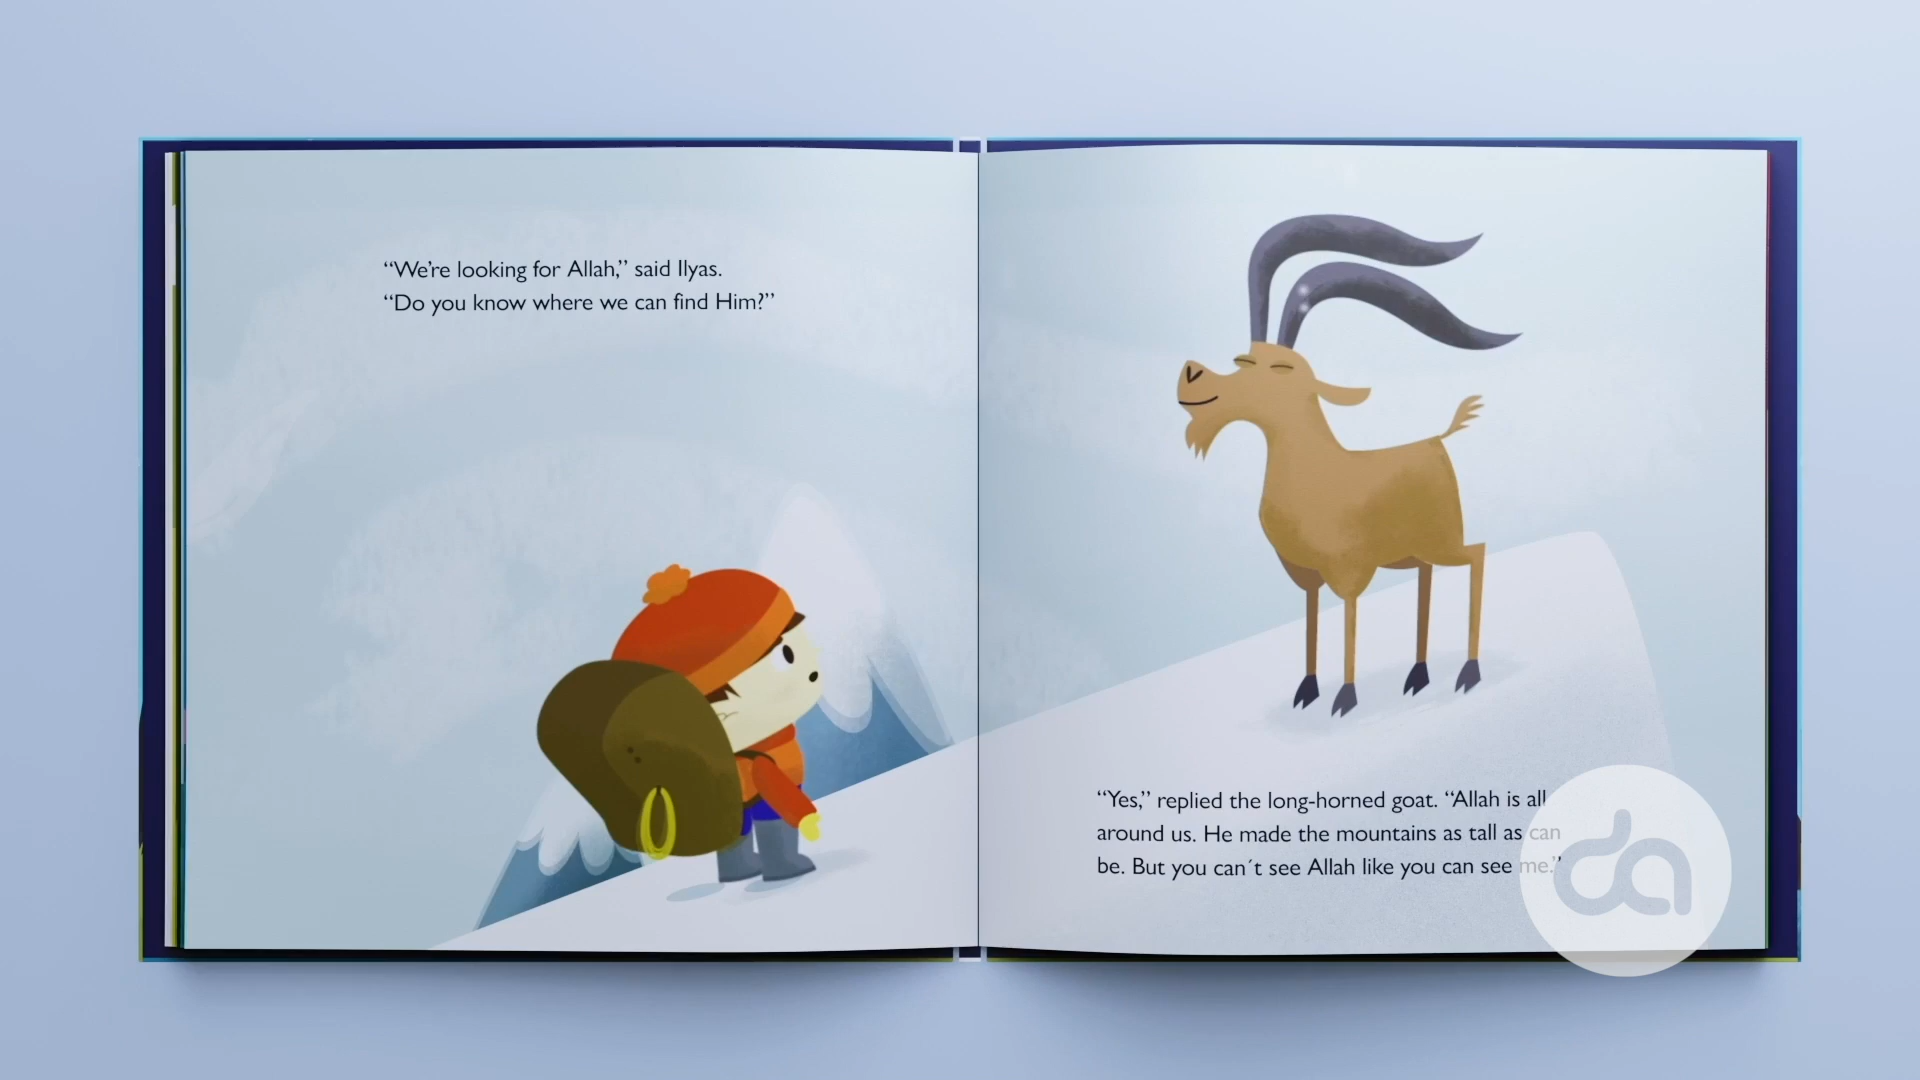 “We’re looking for Allah,” said Ilyas.
“Do you know where we can find Him?”
“Yes,” replied the long-horned goat. “Allah is all
around us. He made the mountains as tall as can
be. But you can´t see Allah like you can see me.”
da